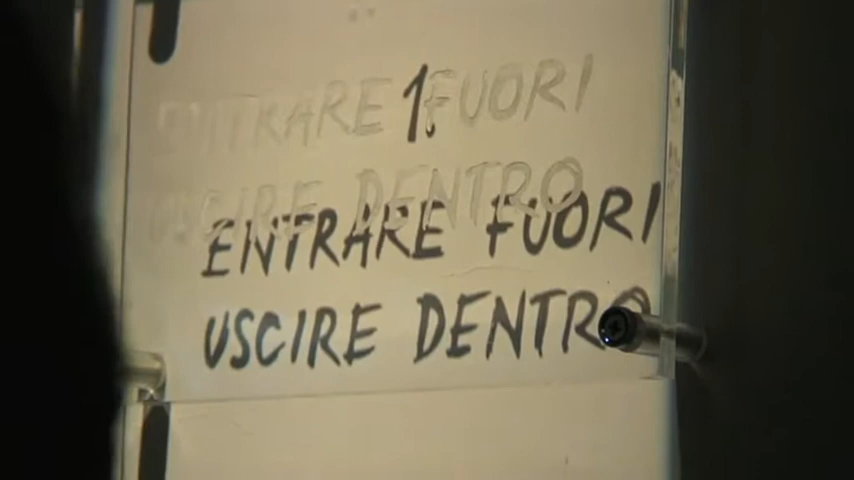 1.
ENTRARE FUORI
USCIRE DENTRO
ENTRARE FUORI
USCIRE DENTRO